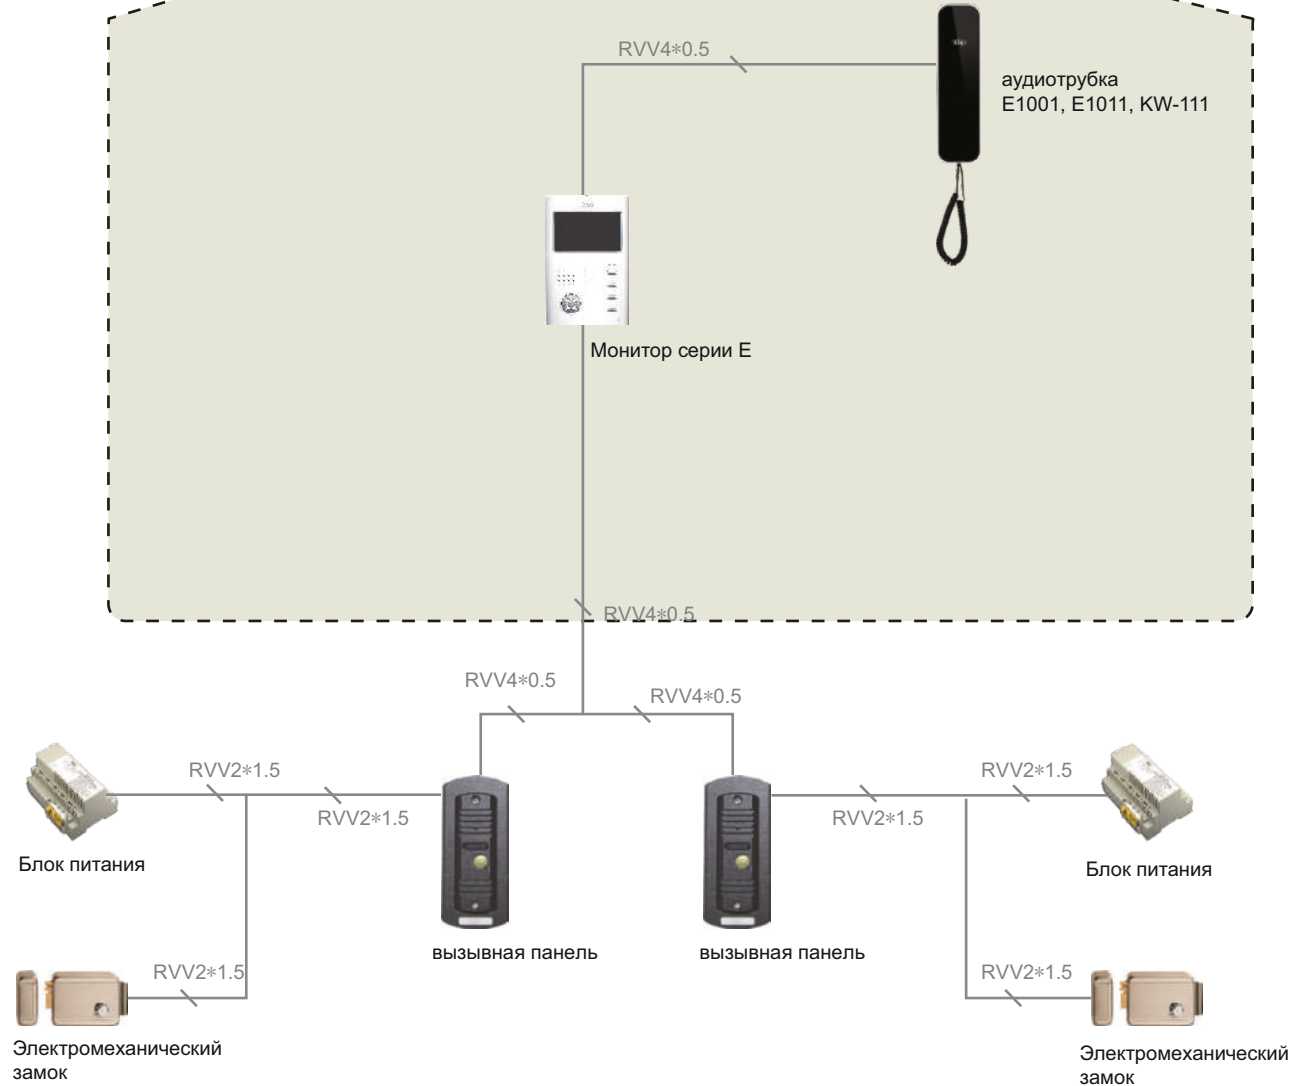 RVV4*0.5
аудиотрубка
E1001, E1011, KW-111
Монитор серии E
RVV4*0.5
RVV4*0.5
RVV4*0.5
RVV2*1.5
RVV2*1.5
RVV2*1.5
RVV2*1.5
Блок питания
Блок питания
вызывная панель
вызывная панель
RVV2*1.5
RVV2*1.5
Электромеханический
замок
Электромеханический
замок